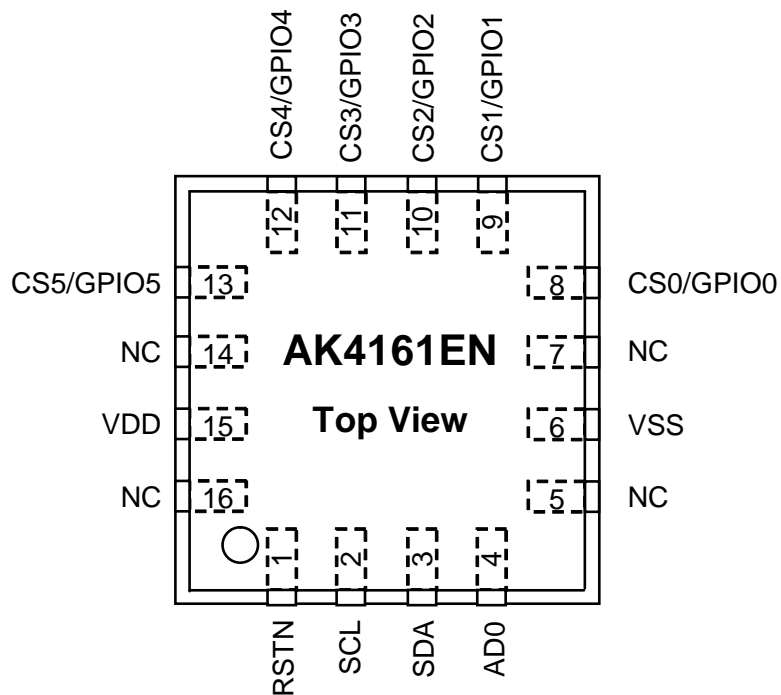 CS4/GPIO4
CS3/GPIO3
CS2/GPIO2
CS1/GPIO1
12
11
10
9
CS5/GPIO5
13
8
CS0/GPIO0
NC
14
AK4161EN
7
NC
VDD
15
Top View
6
VSS
NC
16
5
NC
1
2
3
4
RSTN
SCL
SDA
AD0